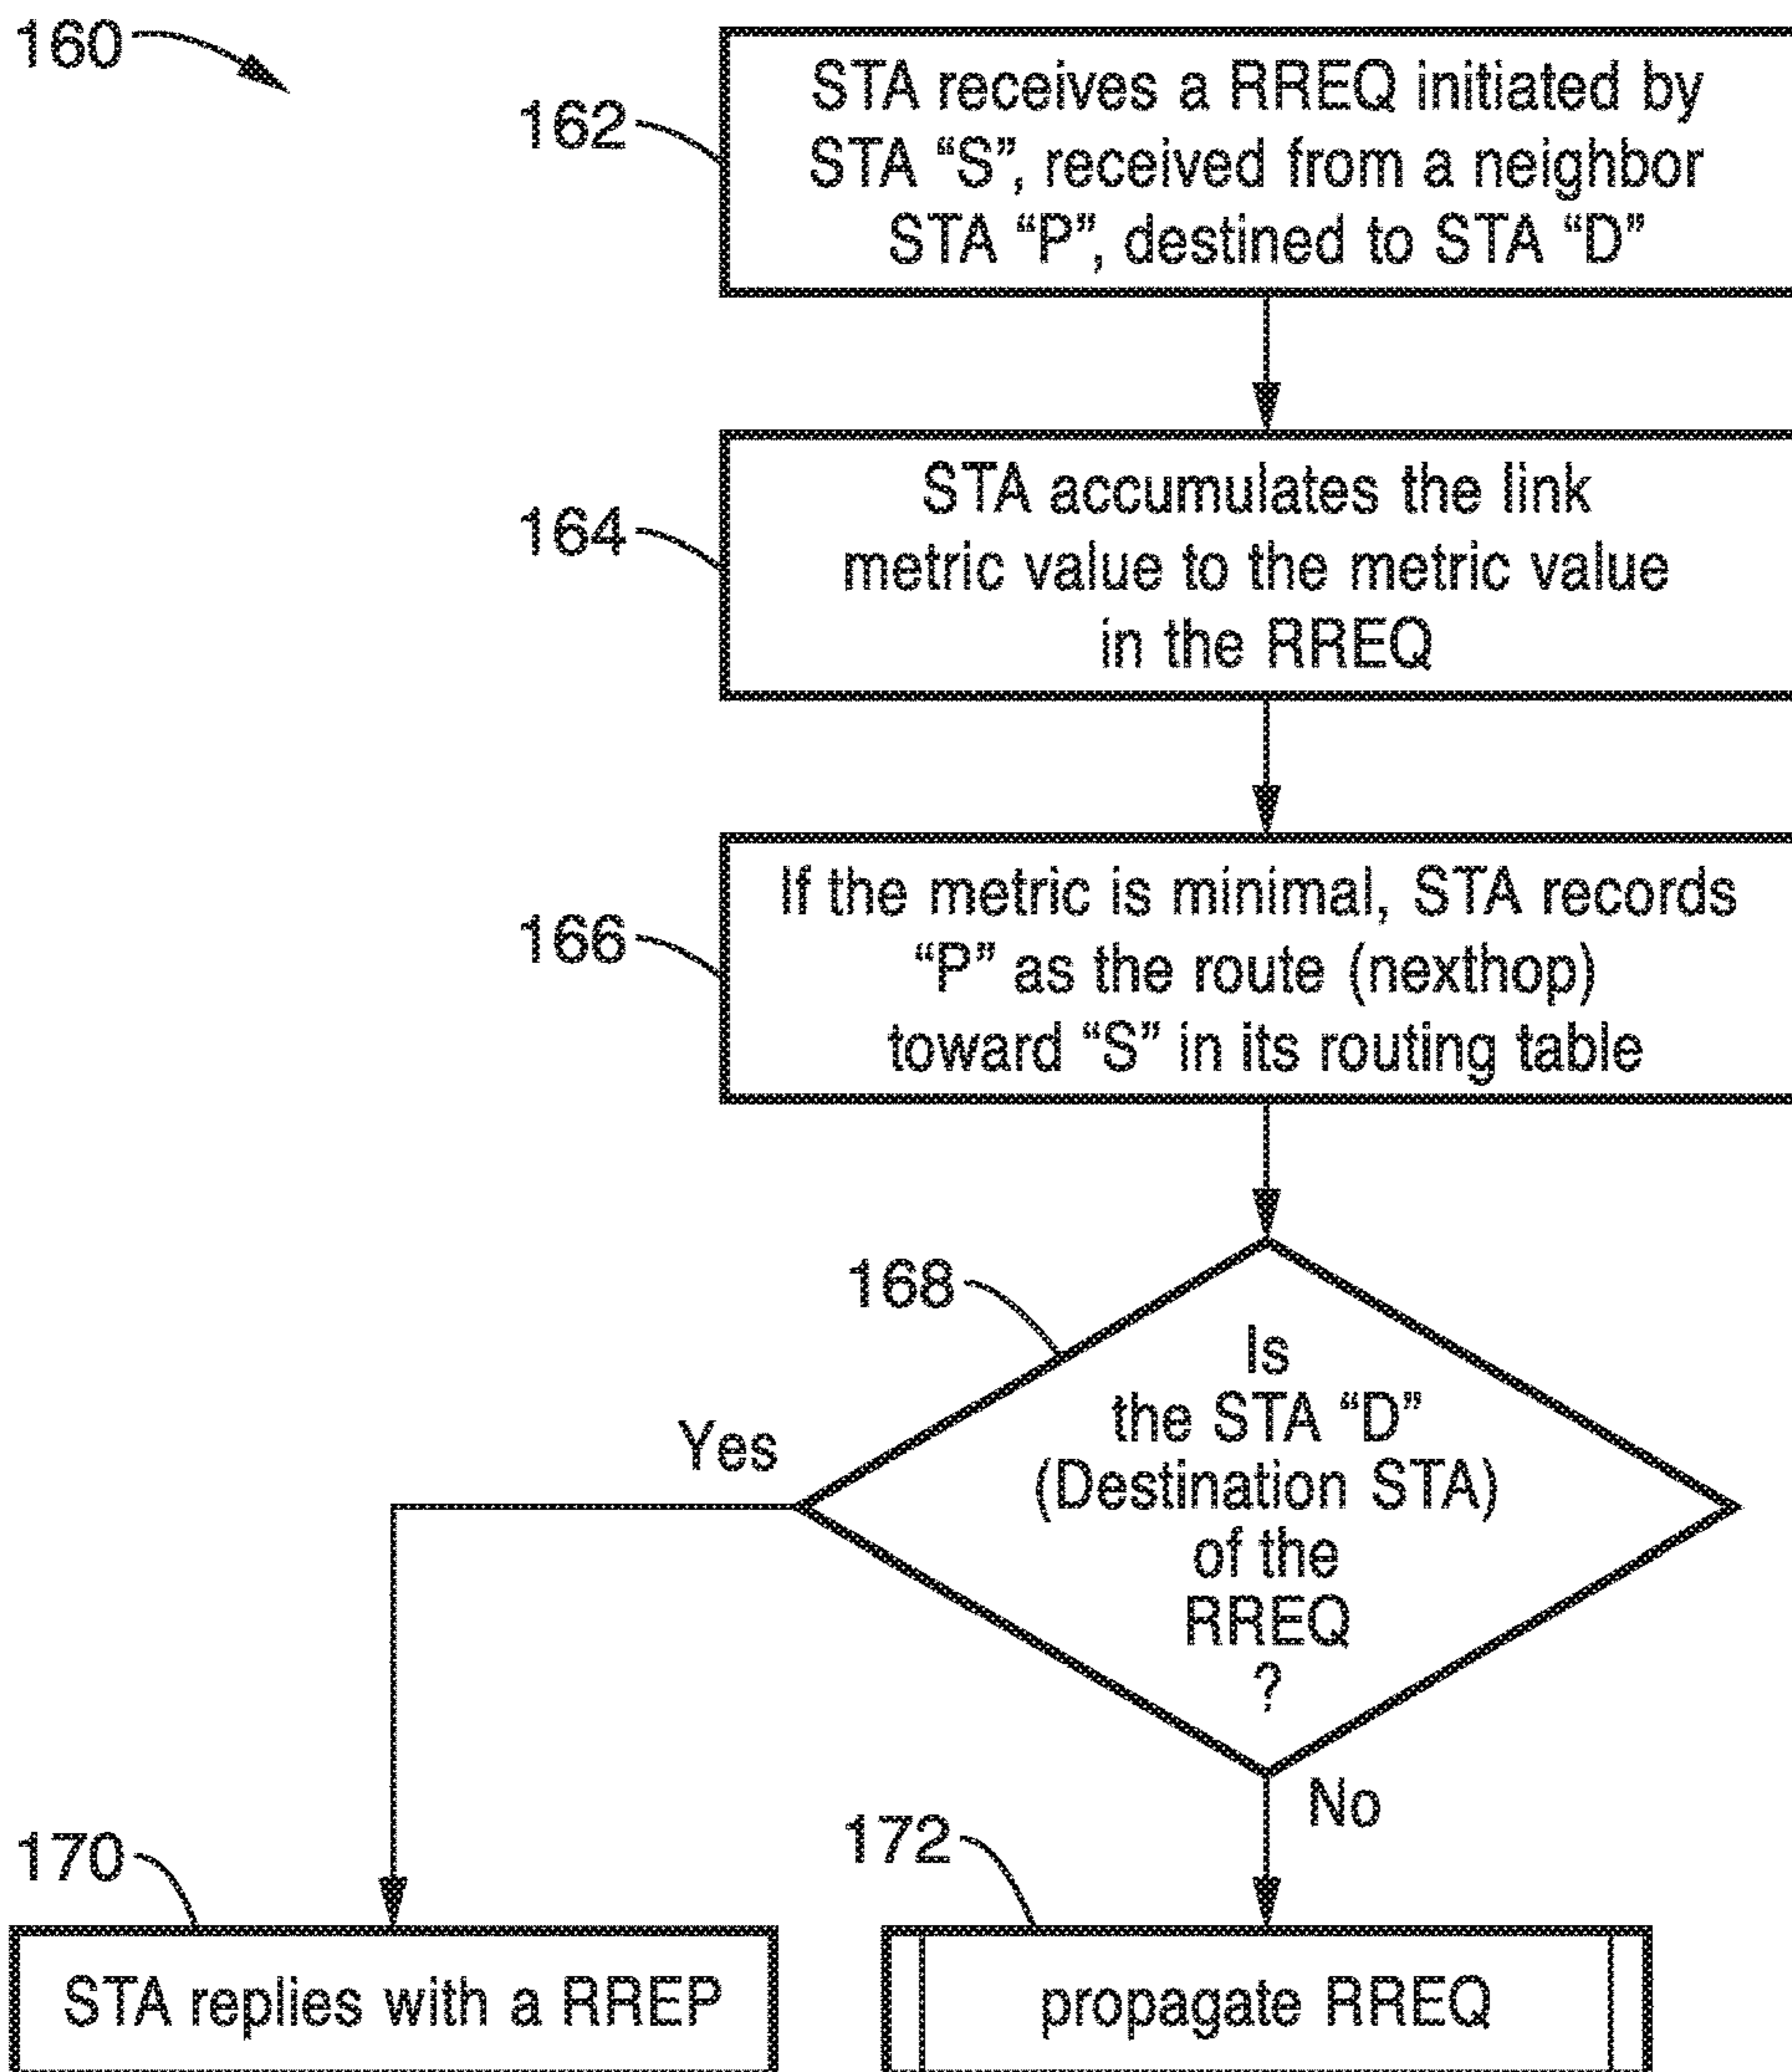 160
162
STA receives a RREQ initiated by
STA “S”, received from a neighbor
STA “P”, destined to STA “D”
164
STA accumulates the link
metric value to the metric value
in the RREQ
166
If the metric is minimal, STA records
“P” as the route (nexthop)
toward “S” in its routing table
168
Is
the STA “D”
(Destination STA)
of the
RREQ
?
Yes
No
170
STA replies with a RREP
172
propagate RREQ